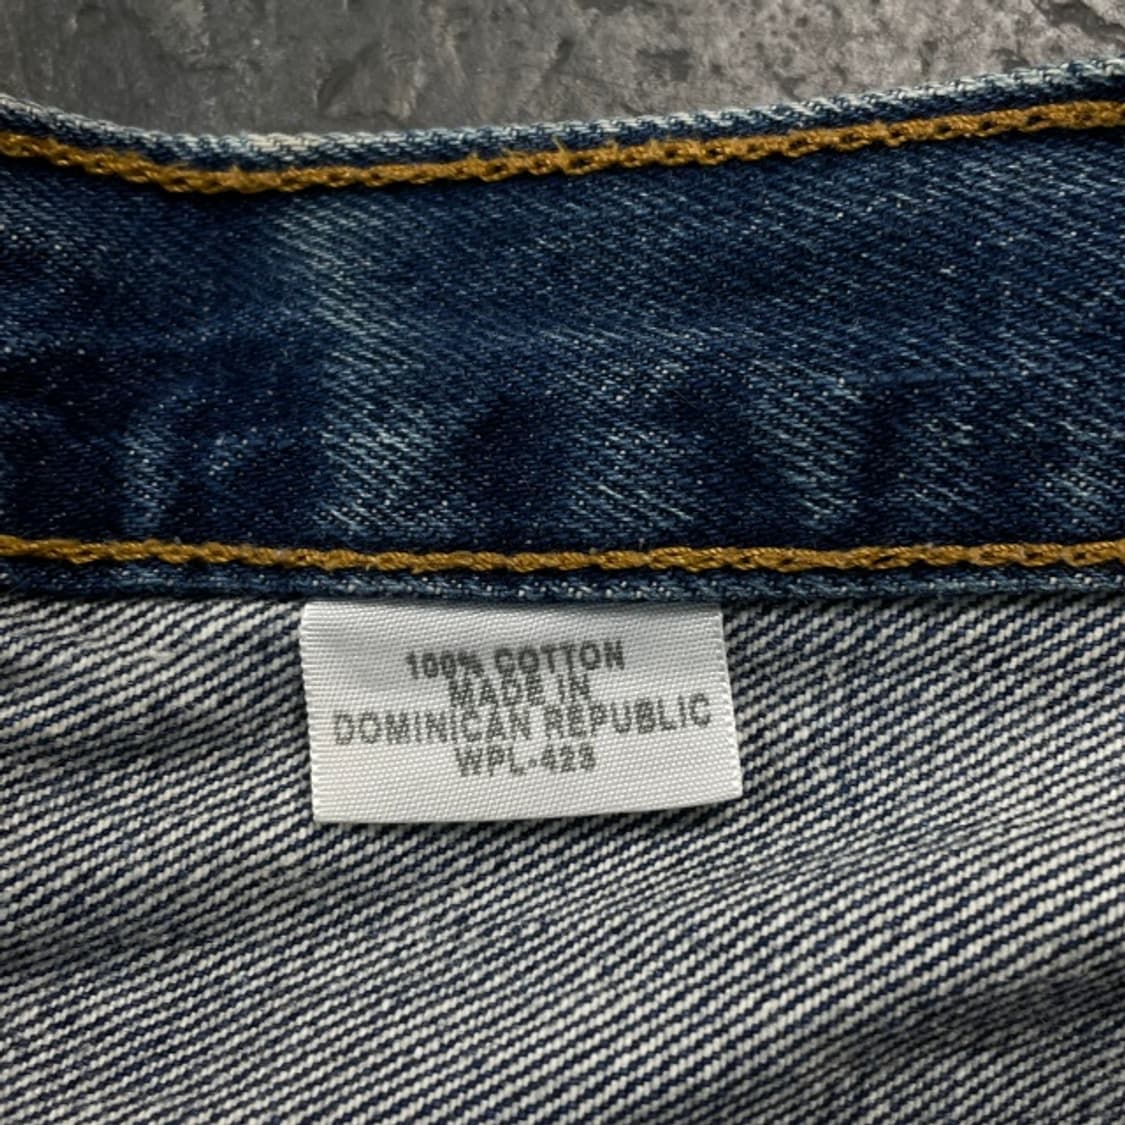 100% COTTON
MADE IN
DOMINICAN REPUBLIC
WPL-423